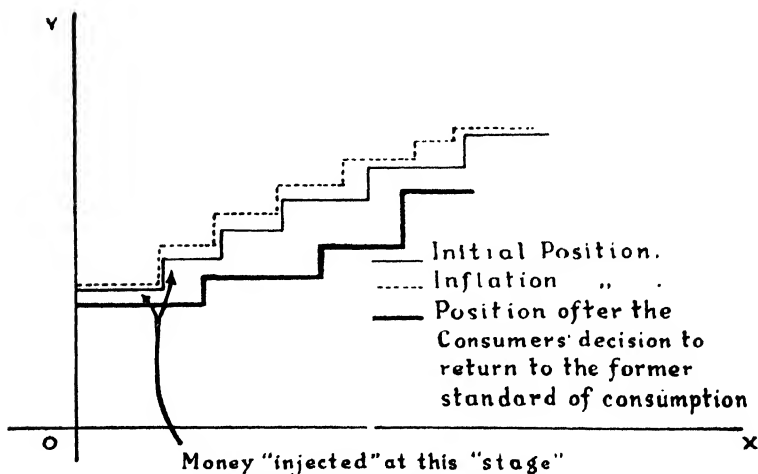 Y
Initial Position.
Inflation „ .
Position after the
Consumers' decision to
return to the former
standard of consumption
O
X
Money "injected" at this "stage"